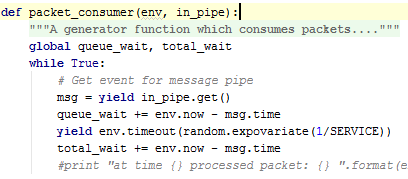 def packet_consumer(env, in_pipe):
    """A generator function which consumes packets...."""
    global queue_wait, total_wait
    while True:
        # Get event for message pipe
        msg = yield in_pipe.get()
        queue_wait += env.now - msg.time
        yield env.timeout(random.expovariate(1/SERVICE))
        total_wait += env.now - msg.time
        #print "at time {} processed packet: {} ".format(e